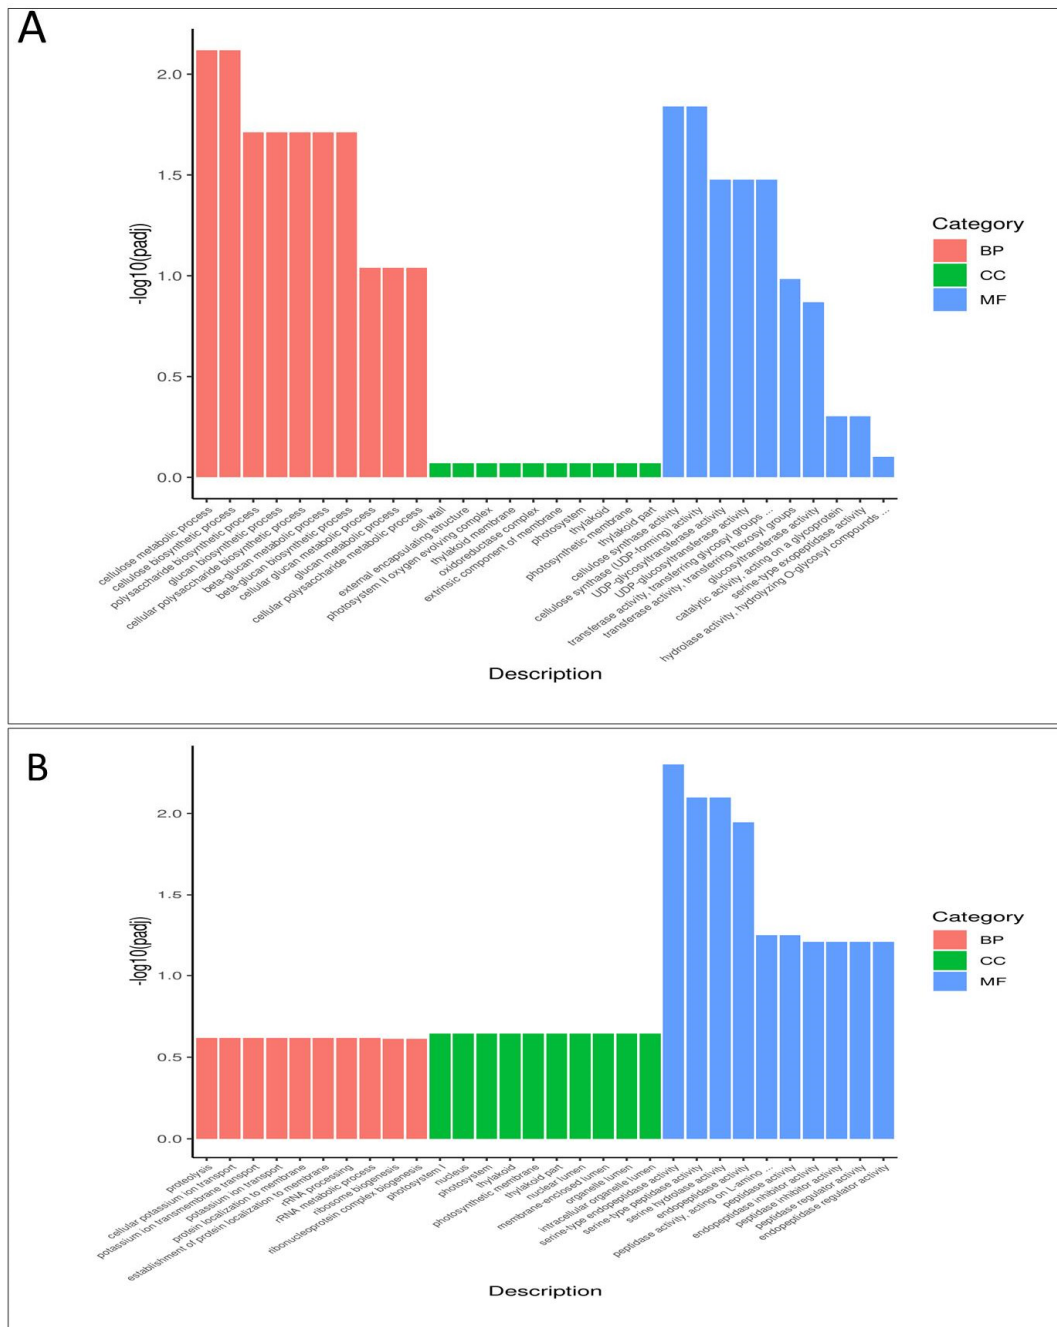 A
2.0
1.5
1.0
0.5
0.0
-log10(padj)
cellulose metabolic process
cellulose biosynthetic process
polysaccharide biosynthetic process
glucan biosynthetic process
cellular polysaccharide biosynthetic process
beta-glucan metabolic process
beta-glucan biosynthetic process
cellular glucan metabolic process
glucan metabolic process
cellular polysaccharide metabolic process
cell wall
external encapsulating structure
photosystem II oxygen evolving complex
thylakoid membrane
oxidoreductase complex
extrinsic component of membrane
photosystem
thylakoid
photosynthetic membrane
thylakoid part
cellulose synthase activity
cellulose synthase (UDP-forming) activity
UDP-glycosyltransferase activity
UDP-glucosyltransferase activity
transferase activity, transferring glycosyl groups ...
transferase activity, transferring hexosyl groups
glucosyltransferase activity
catalytic activity, acting on a glycoprotein
serine-type exopeptidase activity
hydrolase activity, hydrolyzing O-glycosyl compounds ...
Description
Category
BP
CC
MF
B
2.0
1.5
1.0
0.5
0.0
-log10(padj)
proteolysis
cellular potassium ion transport
potassium ion transmembrane transport
potassium ion transport
protein localization to membrane
establishment of protein localization to membrane
rRNA processing
rRNA metabolic process
ribosome biogenesis
ribonucleoprotein complex biogenesis
photosystem I
nucleus
photosystem
thylakoid
photosynthetic membrane
thylakoid part
nuclear lumen
membrane-enclosed lumen
organelle lumen
intracellular organelle lumen
serine-type endopeptidase activity
serine-type peptidase activity
serine hydrolase activity
endopeptidase activity
peptidase activity, acting on L-amino ...
peptidase activity
endopeptidase inhibitor activity
peptidase inhibitor activity
peptidase regulator activity
endopeptidase regulator activity
Description
Category
BP
CC
MF